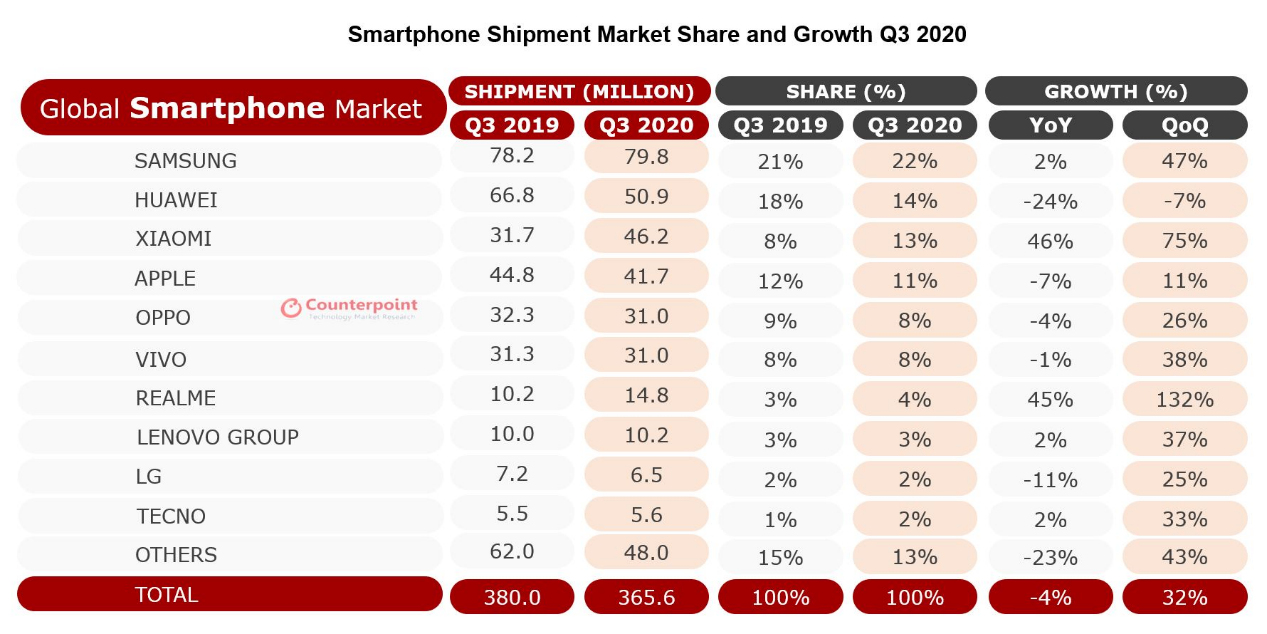 Smartphone Shipment Market Share and Growth Q3 2020
Global Smartphone Market SHIPMENT (MILLION) SHARE (%) GROWTH (%)
Q3 2019 Q3 2020 Q3 2019 Q3 2020 YoY QoQ
SAMSUNG 78.2 79.8 21% 22% 2% 47%
HUAWEI 66.8 50.9 18% 14% -24% -7%
XIAOMI 31.7 46.2 8% 13% 46% 75%
APPLE 44.8 41.7 12% 11% -7% 11%
Counterpoint
Technology Market Research
OPPO 32.3 31.0 9% 8% -4% 26%
VIVO 31.3 31.0 8% 8% -1% 38%
REALME 10.2 14.8 3% 4% 45% 132%
LENOVO GROUP 10.0 10.2 3% 3% 2% 37%
LG 7.2 6.5 2% 2% -11% 25%
TECNO 5.5 5.6 1% 2% 2% 33%
OTHERS 62.0 48.0 15% 13% -23% 43%
TOTAL 380.0 365.6 100% 100% -4% 32%